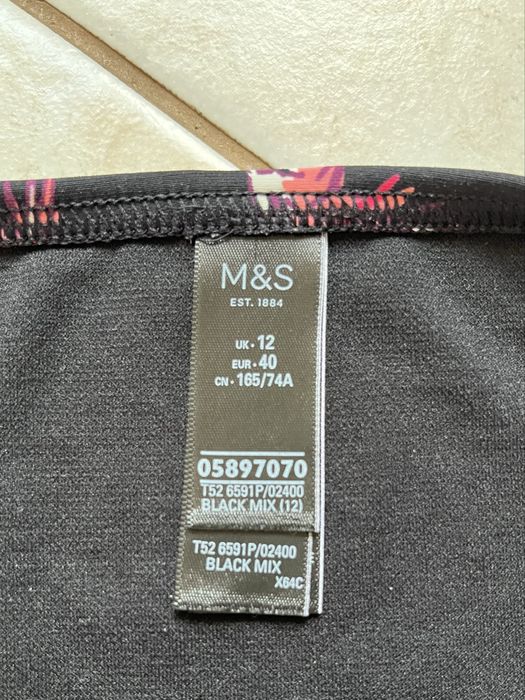 M&S
EST. 1884
UK • 12
EUR • 40
CN • 165/74A
05897070
T52 6591P/02400
BLACK MIX (12)
T52 6591P/02400
BLACK MIX
X64C